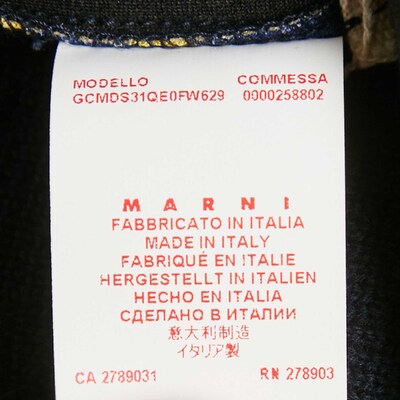 MODELLO COMMESSA
GCMDS31QE0FW629 0000258802
MARNI
FABBRICATO IN ITALIA
MADE IN ITALY
FABRIQUÉ EN ITALIE
HERGESTELLT IN ITALIEN
HECHO EN ITALIA
СДЕЛАНО В ИТАЛИИ
意大利制造
イタリア製
CA 2789031 RN 278903